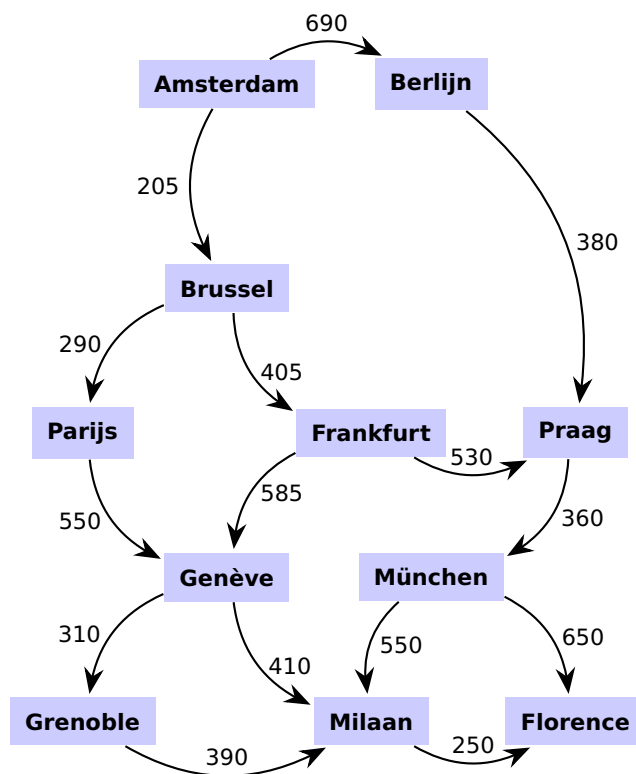 690
Amsterdam
Berlijn
205
380
Brussel
290
405
Parijs
Frankfurt
Praag
530
585
550
360
Genève
München
310
410
550
650
Grenoble
Milaan
Florence
390
250